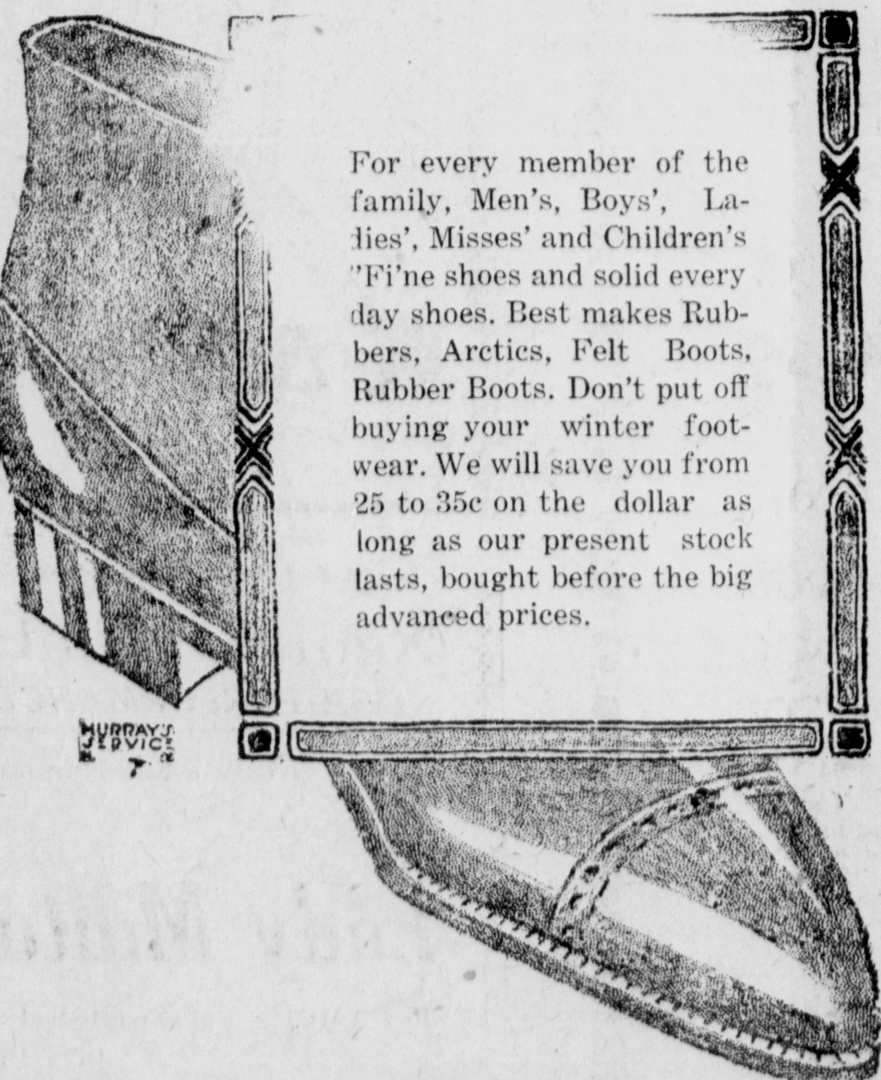 For every member of the
family, Men's, Boys', La-
dies', Misses' and Children's
"Fi'ne shoes and solid every
day shoes. Best makes Rub-
bers, Arctics, Felt Boots,
Rubber Boots. Don't put off
buying your winter foot-
wear. We will save you from
25 to 35c on the dollar as
long as our present stock
lasts, bought before the big
advanced prices.
MURRAY'S
SERVICE